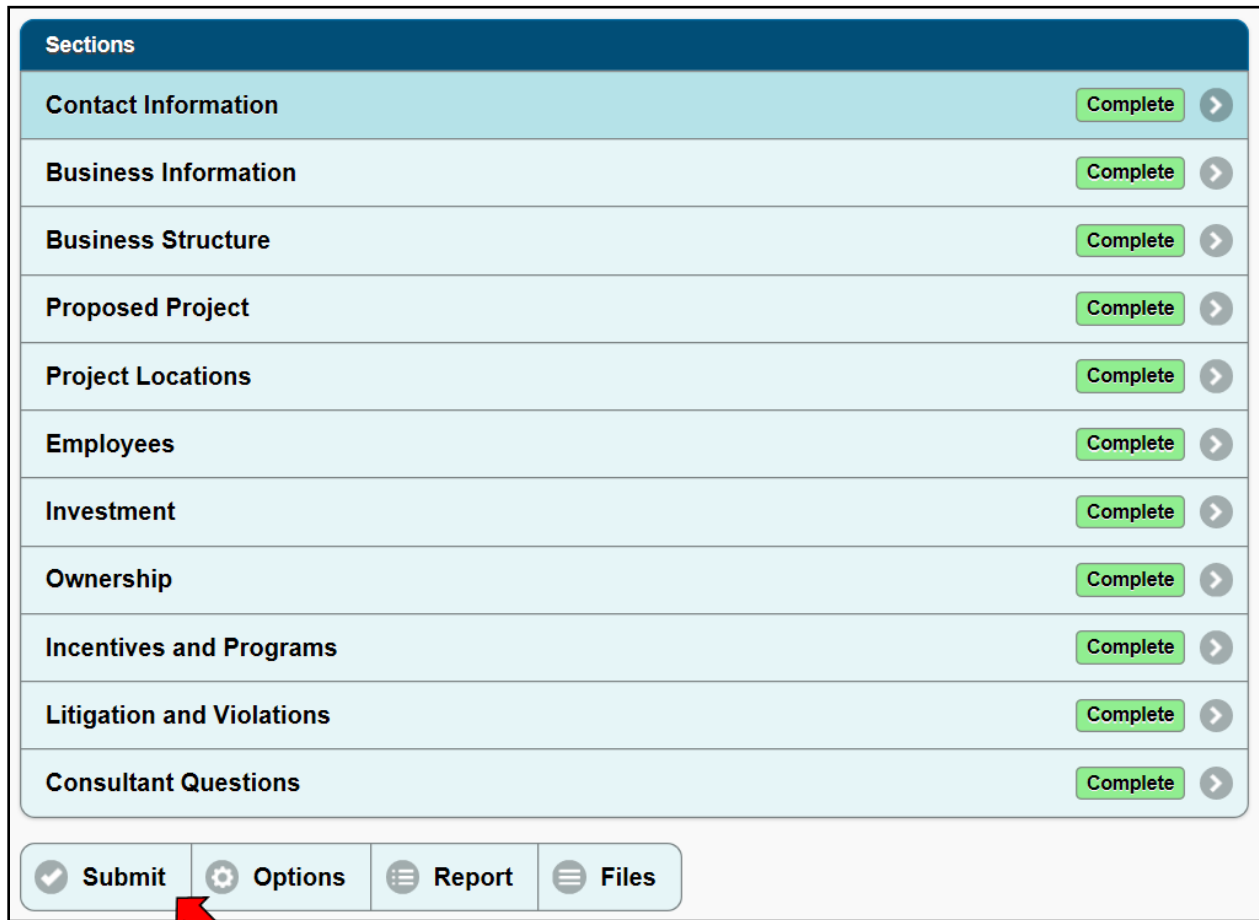 Sections
Contact Information Complete
Business Information Complete
Business Structure Complete
Proposed Project Complete
Project Locations Complete
Employees Complete
Investment Complete
Ownership Complete
Incentives and Programs Complete
Litigation and Violations Complete
Consultant Questions Complete
Submit Options Report Files